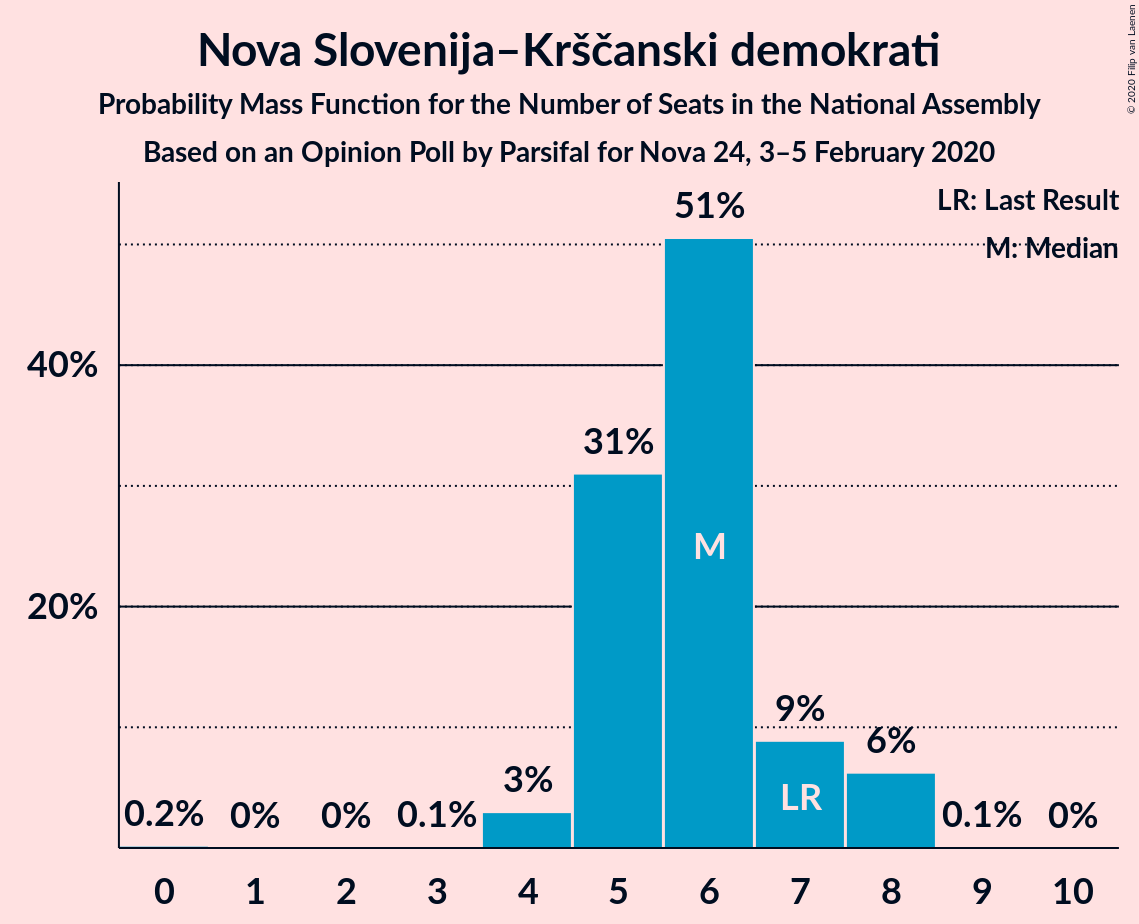 Nova Slovenija–Krščanski demokrati
Probability Mass Function for the Number of Seats in the National Assembly
Based on an Opinion Poll by Parsifal for Nova 24, 3–5 February 2020
© 2020 Filip van Laenen
LR: Last Result
M: Median
51%
40%
31%
M
20%
9%
6%
LR
3%
0.2% 0% 0% 0.1% 0.1% 0%
0 1 2 3 4 5 6 7 8 9 10